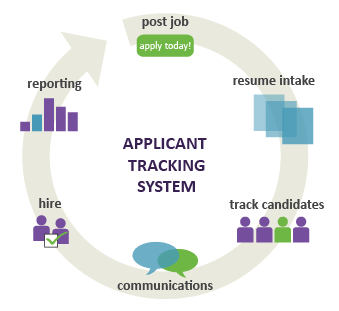 post job
apply today!
resume intake
track candidates
communications
hire
reporting
APPLICANT
TRACKING
SYSTEM